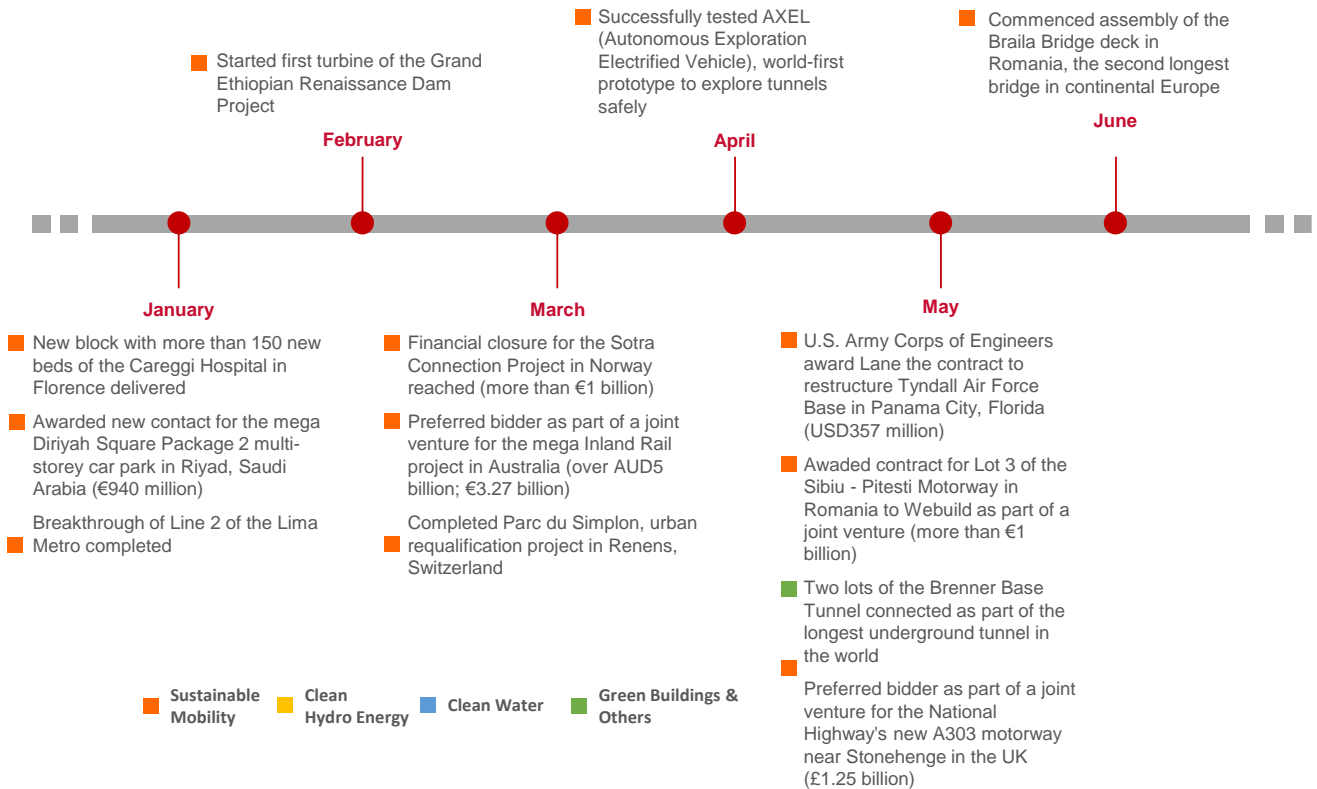 Started first turbine of the Grand
Ethiopian Renaissance Dam
Project
February
Successfully tested AXEL
(Autonomous Exploration
Electrified Vehicle), world-first
prototype to explore tunnels
safely
April
Commenced assembly of the
Braila Bridge deck in
Romania, the second longest
bridge in continental Europe
June
January
New block with more than 150 new
beds of the Careggi Hospital in
Florence delivered
Awarded new contact for the mega
Diriyah Square Package 2 multi-
storey car park in Riyad, Saudi
Arabia (€940 million)
Breakthrough of Line 2 of the Lima
Metro completed
March
Financial closure for the Sotra
Connection Project in Norway
reached (more than €1 billion)
Preferred bidder as part of a joint
venture for the mega Inland Rail
project in Australia (over AUD5
billion; €3.27 billion)
Completed Parc du Simplon, urban
requalification project in Renens,
Switzerland
May
U.S. Army Corps of Engineers
award Lane the contract to
restructure Tyndall Air Force
Base in Panama City, Florida
(USD357 million)
Awaded contract for Lot 3 of the
Sibiu - Pitesti Motorway in
Romania to Webuild as part of a
joint venture (more than €1
billion)
Two lots of the Brenner Base
Tunnel connected as part of the
longest underground tunnel in
the world
Preferred bidder as part of a joint
venture for the National
Highway's new A303 motorway
near Stonehenge in the UK
(£1.25 billion)
Sustainable
Mobility
Clean
Hydro Energy
Clean Water
Green Buildings &
Others